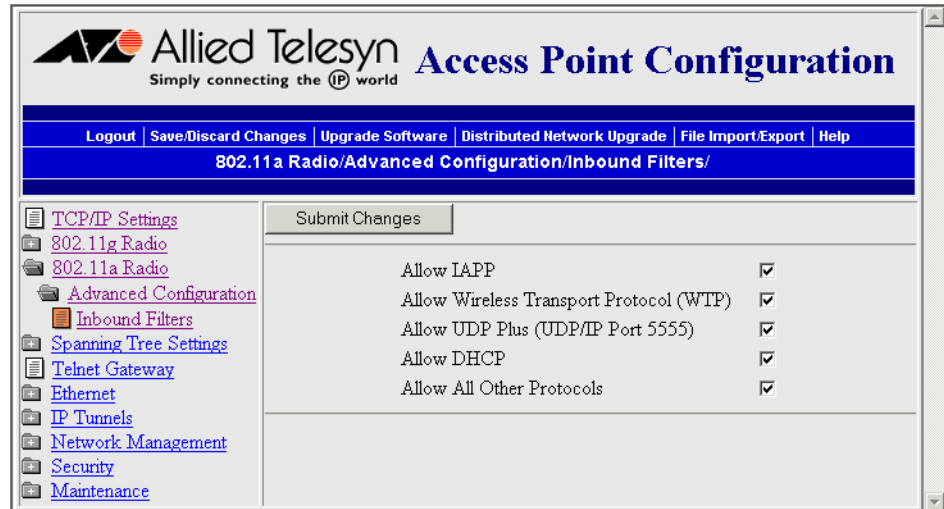 Allied Telesyn
Simply connecting the IP world
Access Point Configuration
Logout | Save/Discard Changes | Upgrade Software | Distributed Network Upgrade | File Import/Export | Help
802.11a Radio/Advanced Configuration/Inbound Filters/
TCP/IP Settings
802.11g Radio
802.11a Radio
Advanced Configuration
Inbound Filters
Spanning Tree Settings
Telnet Gateway
Ethernet
IP Tunnels
Network Management
Security
Maintenance
Submit Changes
Allow IAPP
Allow Wireless Transport Protocol (WTP)
Allow UDP Plus (UDP/IP Port 5555)
Allow DHCP
Allow All Other Protocols